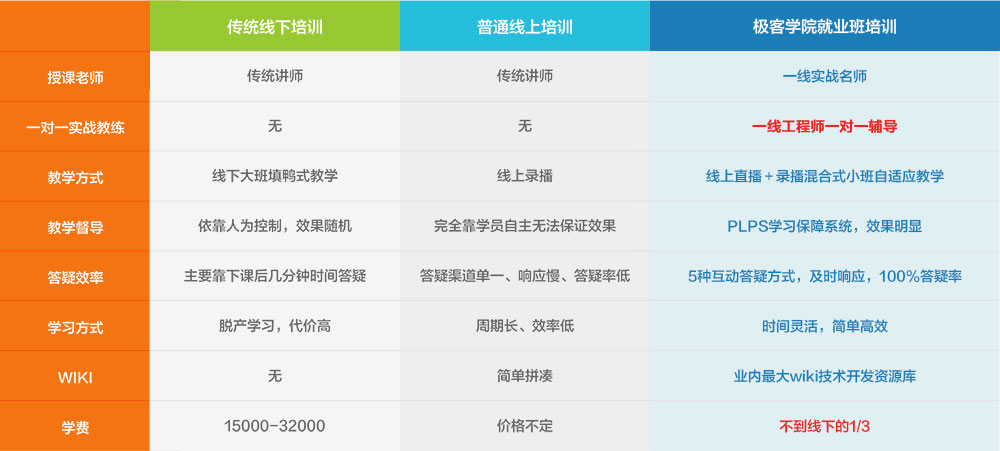 传统线下培训 普通线上培训 极客学院就业班培训
授课老师 传统讲师 传统讲师 一线实战名师
一对一实战教练 无 无 一线工程师一对一辅导
教学方式 线下大班填鸭式教学 线上录播 线上直播+录播混合式小班自适应教学
教学督导 依靠人为控制，效果随机 完全靠学员自主无法保证效果 PLPS学习保障系统，效果明显
答疑效率 主要靠下课后几分钟时间答疑 答疑渠道单一、响应慢、答疑率低 5种互动答疑方式，及时响应，100%答疑率
学习方式 脱产学习，代价高 周期长、效率低 时间灵活，简单高效
WIKI 无 简单拼凑 业内最大wiki技术开发资源库
学费 15000-32000 价格不定 不到线下的1/3